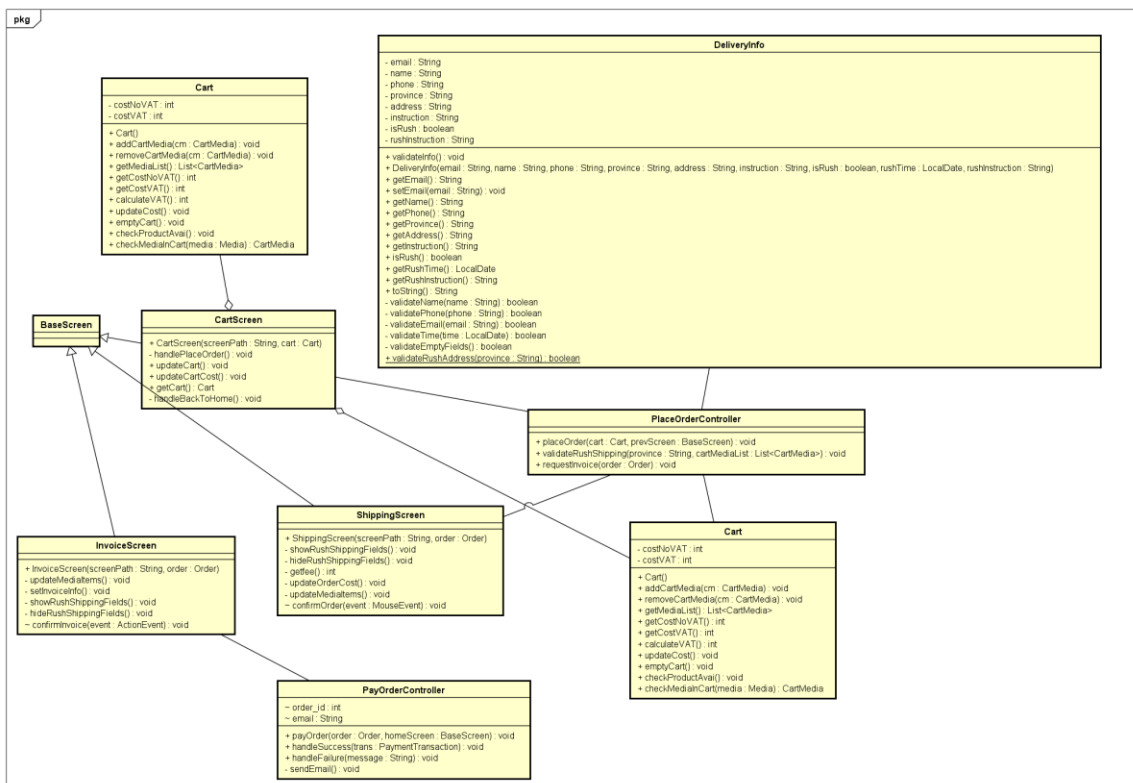 pkg
DeliveryInfo
- email : String
- name : String
- phone : String
- province : String
- address : String
- instruction : String
- isRush : boolean
- rushInstruction : String
+ validateInfo() : void
+ DeliveryInfo(email : String, name : String, phone : String, province : String, address : String, instruction : String, isRush : boolean, rushTime : LocalDate, rushInstruction : String)
+ getEmail() : String
+ setEmail(email : String) : void
+ getName() : String
+ getPhone() : String
+ getProvince() : String
+ getAddress() : String
+ getInstruction() : String
+ isRush() : boolean
+ getRushTime() : LocalDate
+ getRushInstruction() : String
+ toString() : String
- validateName(name : String) : boolean
- validatePhone(phone : String) : boolean
- validateEmail(email : String) : boolean
- validateTime(time : LocalDate) : boolean
- validateEmptyFields() : boolean
+ validateRushAddress(province : String) : boolean
Cart
- costNoVAT : int
- costVAT : int
+ Cart()
+ addCartMedia(cm : CartMedia) : void
+ removeCartMedia(cm : CartMedia) : void
+ getMediaList() : List<CartMedia>
+ getCostNoVAT() : int
+ getCostVAT() : int
+ calculateVAT() : int
+ updateCost() : void
+ emptyCart() : void
+ checkProductAvai() : void
+ checkMediaInCart(media : Media) : CartMedia
BaseScreen
CartScreen
+ CartScreen(screenPath : String, cart : Cart)
- handlePlaceOrder() : void
+ updateCart() : void
+ updateCartCost() : void
+ getCart() : Cart
- handleBackToHome() : void
PlaceOrderController
+ placeOrder(cart : Cart, prevScreen : BaseScreen) : void
+ validateRushShipping(province : String, cartMediaList : List<CartMedia>) : void
+ requestInvoice(order : Order) : void
ShippingScreen
+ ShippingScreen(screenPath : String, order : Order)
- showRushShippingFields() : void
- hideRushShippingFields() : void
- getfee() : int
- updateOrderCost() : void
- updateMediaItems() : void
~ confirmOrder(event : MouseEvent) : void
InvoiceScreen
+ InvoiceScreen(screenPath : String, order : Order)
- updateMediaItems() : void
- setInvoiceInfo() : void
- showRushShippingFields() : void
- hideRushShippingFields() : void
~ confirmInvoice(event : ActionEvent) : void
Cart
- costNoVAT : int
- costVAT : int
+ Cart()
+ addCartMedia(cm : CartMedia) : void
+ removeCartMedia(cm : CartMedia) : void
+ getMediaList() : List<CartMedia>
+ getCostNoVAT() : int
+ getCostVAT() : int
+ calculateVAT() : int
+ updateCost() : void
+ emptyCart() : void
+ checkProductAvai() : void
+ checkMediaInCart(media : Media) : CartMedia
PayOrderController
~ order_id : int
~ email : String
+ payOrder(order : Order, homeScreen : BaseScreen) : void
+ handleSuccess(trans : PaymentTransaction) : void
+ handleFailure(message : String) : void
- sendEmail() : void